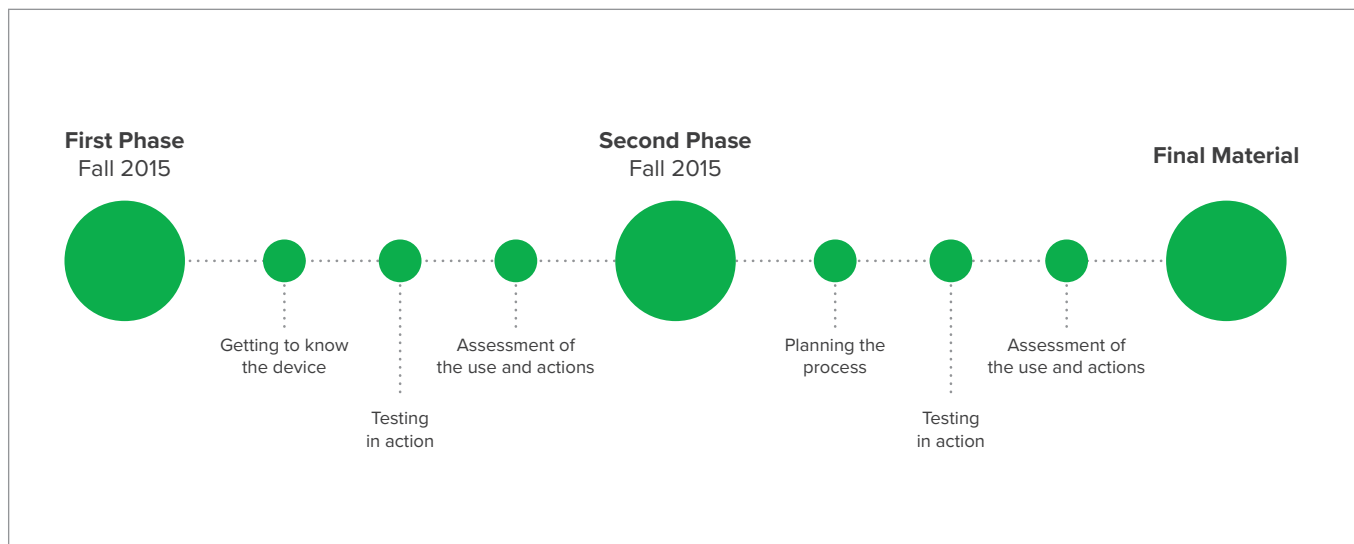 First Phase
Fall 2015
Second Phase
Fall 2015
Final Material
Getting to know
the device
Testing
in action
Assessment of
the use and actions
Planning the
process
Testing
in action
Assessment of
the use and actions